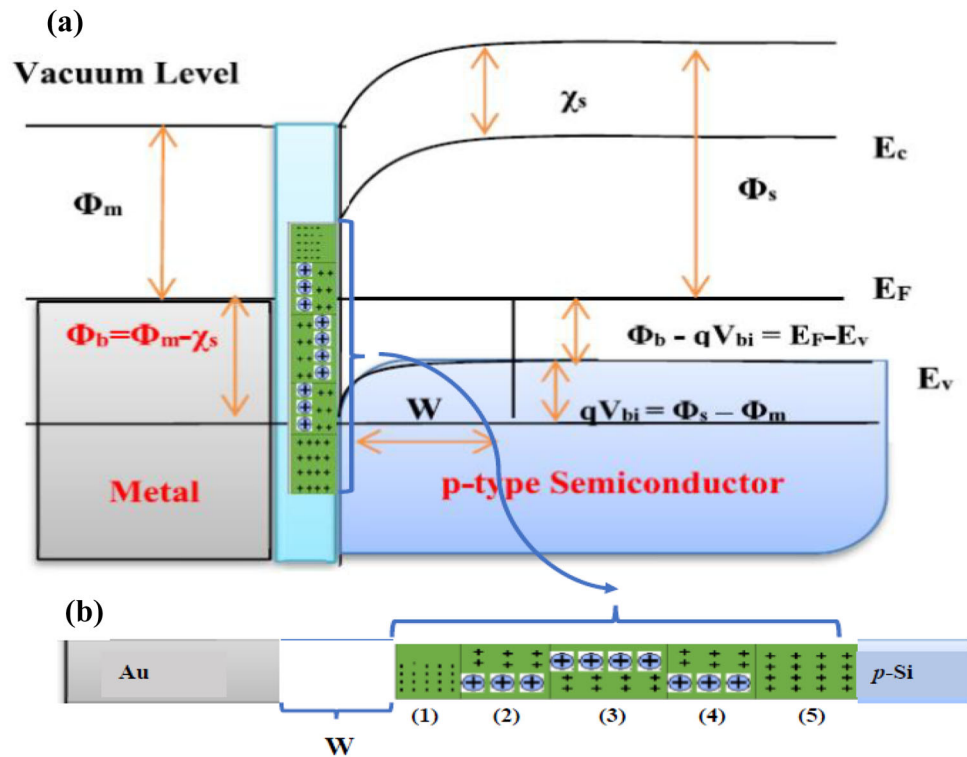 (a)
Vacuum Level
χs
Ec
Φm
Φs
EF
Φb=Φm-χs
Φb - qVbi = EF-Ev
Ev
W
qVbi = Φs – Φm
Metal
p-type Semiconductor
(b)
Au
p-Si
(1) (2) (3) (4) (5)
W